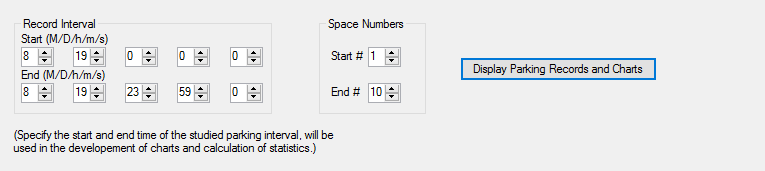 Record Interval
Start (M/D/h/m/s)
8 19 0 0 0
End (M/D/h/m/s)
8 19 23 59 0
Space Numbers
Start # 1
End # 10
Display Parking Records and Charts
(Specify the start and end time of the studied parking interval, will be
used in the developement of charts and calculation of statistics.)